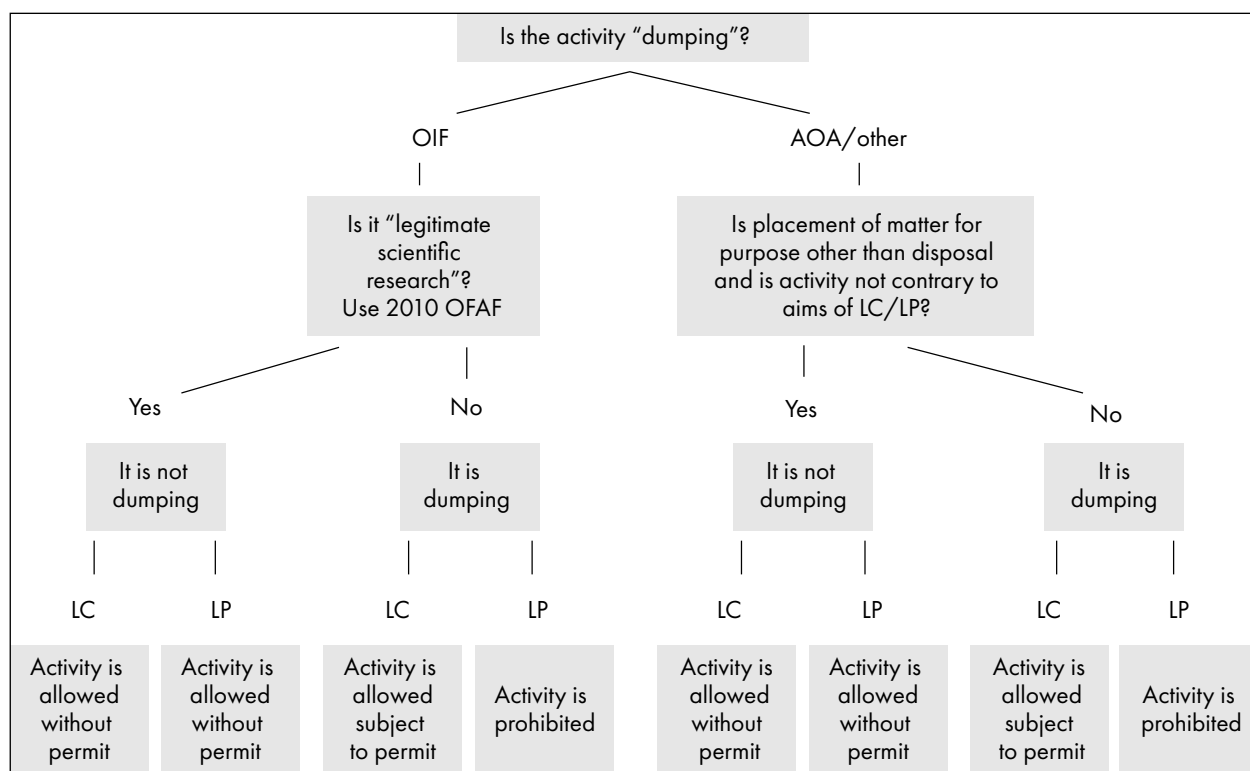 Is the activity “dumping”?
OIF
AOA/other
Is it “legitimate
scientific
research”?
Use 2010 OFAF
Is placement of matter for
purpose other than disposal
and is activity not contrary to
aims of LC/LP?
Yes
No
Yes
No
It is not
dumping
It is
dumping
It is not
dumping
It is
dumping
LC
LP
LC
LP
LC
LP
LC
LP
Activity is
allowed
without
permit
Activity is
allowed
without
permit
Activity is
allowed
subject
to permit
Activity is
prohibited
Activity is
allowed
without
permit
Activity is
allowed
without
permit
Activity is
allowed
subject
to permit
Activity is
prohibited